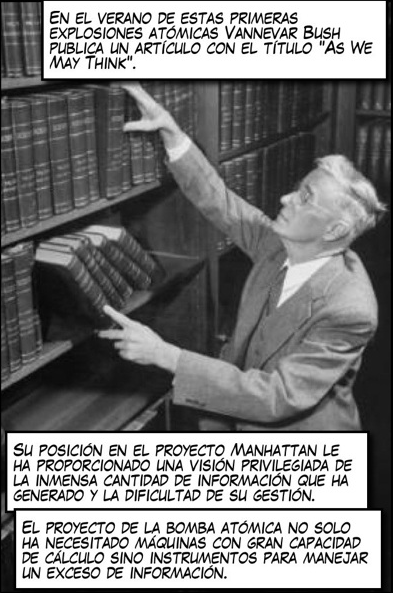 EN EL VERANO DE ESTAS PRIMERAS
EXPLOSIONES ATÓMICAS VANNEVAR BUSH
PUBLICA UN ARTÍCULO CON EL TÍTULO "AS WE
MAY THINK".
SU POSICIÓN EN EL PROYECTO MANHATTAN LE
HA PROPORCIONADO UNA VISIÓN PRIVILEGIADA DE
LA INMENSA CANTIDAD DE INFORMACIÓN QUE HA
GENERADO Y LA DIFICULTAD DE SU GESTIÓN.
EL PROYECTO DE LA BOMBA ATÓMICA NO SOLO
HA NECESITADO MÁQUINAS CON GRAN CAPACIDAD
DE CÁLCULO SINO INSTRUMENTOS PARA MANEJAR
UN EXCESO DE INFORMACIÓN.